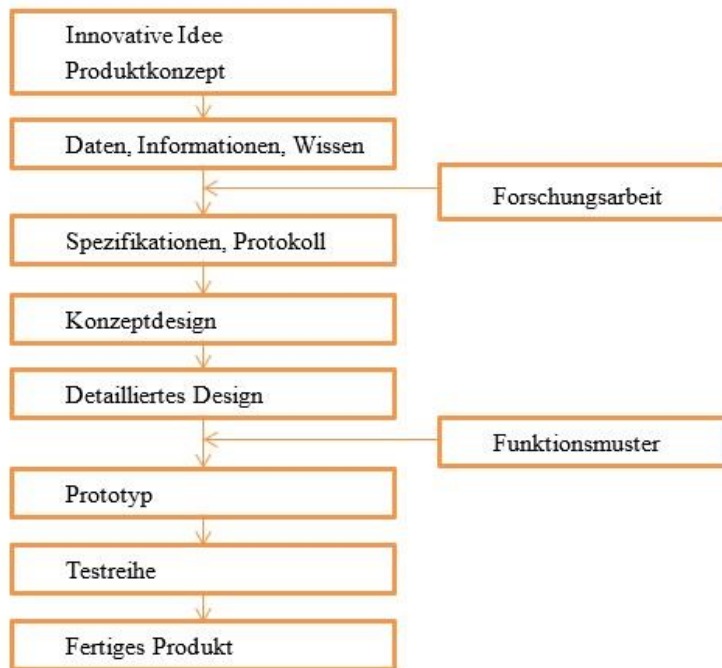 Innovative Idee
Produktkonzept
Daten, Informationen, Wissen
Forschungsarbeit
Spezifikationen, Protokoll
Konzeptdesign
Detailliertes Design
Funktionsmuster
Prototyp
Testreihe
Fertiges Produkt